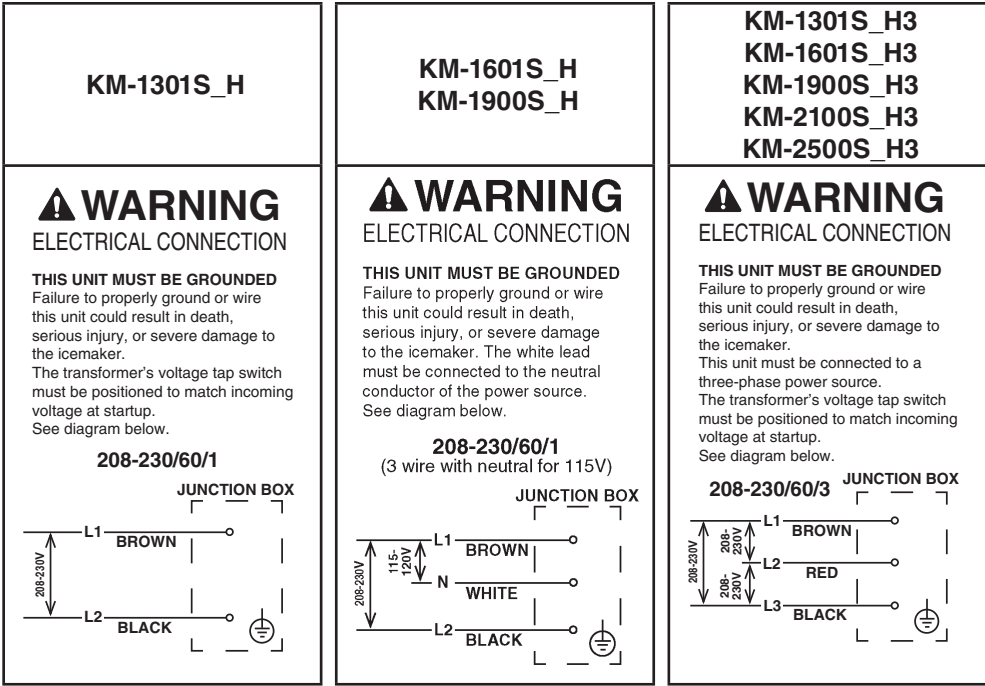 KM-1301S_H
WARNING
ELECTRICAL CONNECTION
THIS UNIT MUST BE GROUNDED
Failure to properly ground or wire
this unit could result in death,
serious injury, or severe damage to
the icemaker.
The transformer's voltage tap switch
must be positioned to match incoming
voltage at startup.
See diagram below.
208-230/60/1
JUNCTION BOX
L1
BROWN
208-230V
L2
BLACK
KM-1601S_H
KM-1900S_H
WARNING
ELECTRICAL CONNECTION
THIS UNIT MUST BE GROUNDED
Failure to properly ground or wire
this unit could result in death,
serious injury, or severe damage
to the icemaker. The white lead
must be connected to the neutral
conductor of the power source.
See diagram below.
208-230/60/1
(3 wire with neutral for 115V)
JUNCTION BOX
L1
BROWN
115-
120V
208-230V
N
WHITE
L2
BLACK
KM-1301S_H3
KM-1601S_H3
KM-1900S_H3
KM-2100S_H3
KM-2500S_H3
WARNING
ELECTRICAL CONNECTION
THIS UNIT MUST BE GROUNDED
Failure to properly ground or wire
this unit could result in death,
serious injury, or severe damage to
the icemaker.
This unit must be connected to a
three-phase power source.
The transformer's voltage tap switch
must be positioned to match incoming
voltage at startup.
See diagram below.
208-230/60/3
JUNCTION BOX
L1
BROWN
208-
230V
208-230V
L2
RED
208-
230V
L3
BLACK